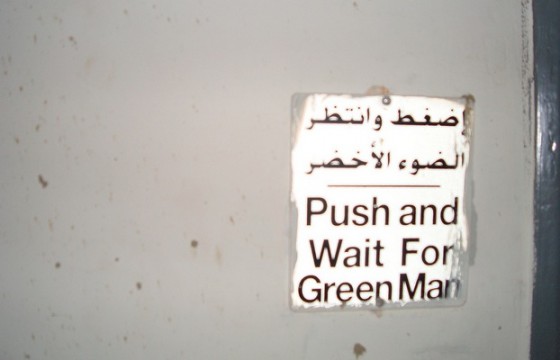 إضغط وانتظر
الضوء الأخضر
Push and
Wait For
Green Man